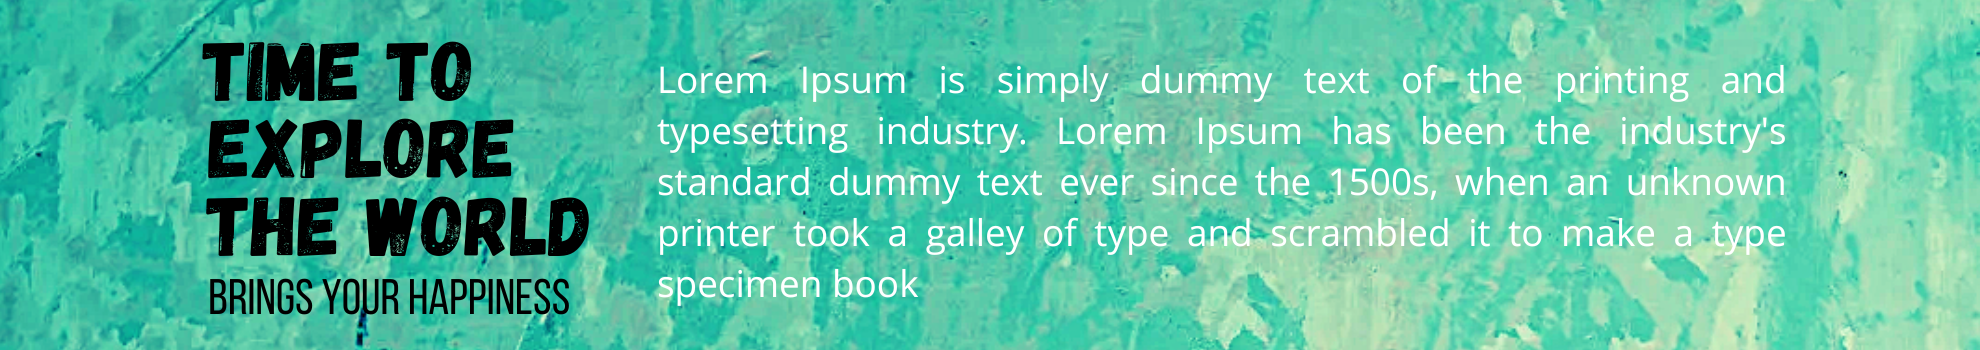 TIME TO
EXPLORE
THE WORLD
BRINGS YOUR HAPPINESS
Lorem Ipsum is simply dummy text of the printing and
typesetting industry. Lorem Ipsum has been the industry's
standard dummy text ever since the 1500s, when an unknown
printer took a galley of type and scrambled it to make a type
specimen book